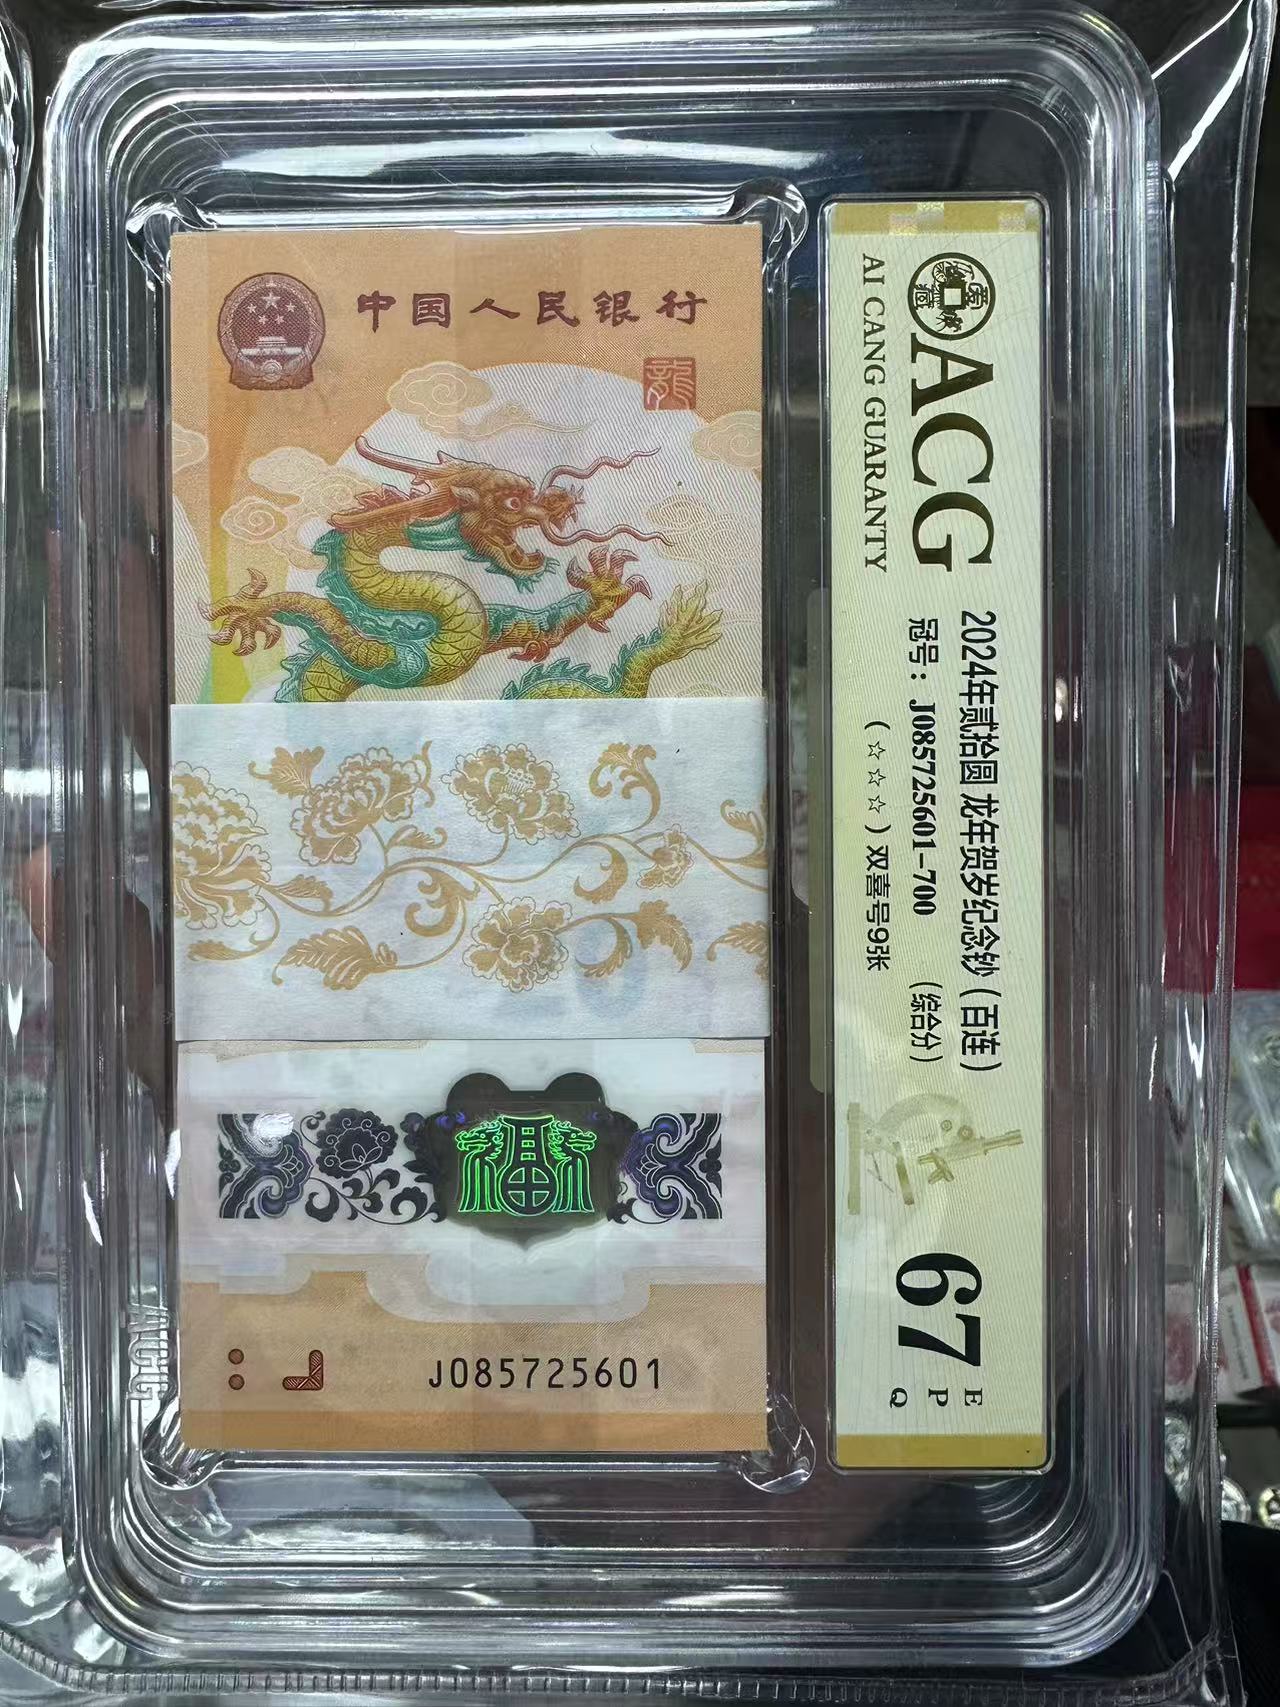 中国人民银行
龍
J085725601
ACG
AI CANG GUARANTY
2024年贰拾圆 龙年贺岁纪念钞(百连)
冠号:J085725601-700 (综合分)
(☆☆☆)双喜号9张
67
E
P
Q
ACG